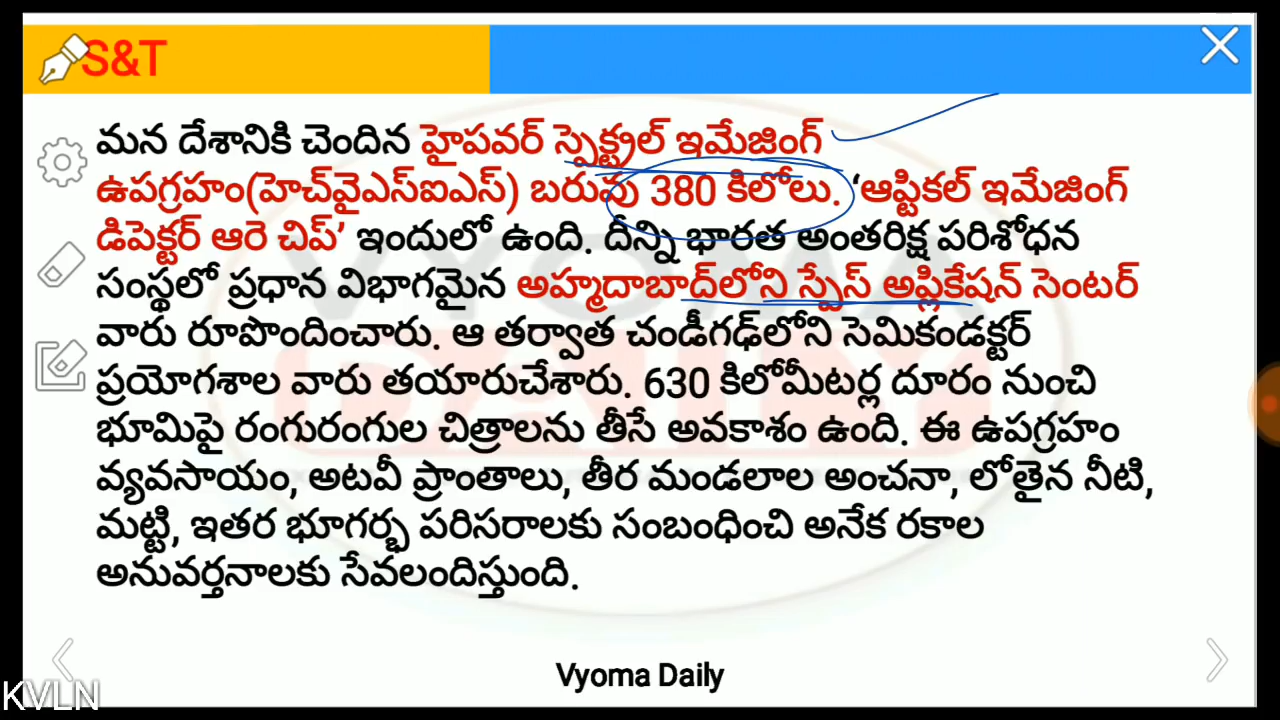 S&T
మన దేశానికి చెందిన హైపవర్ స్పెక్ట్రల్ ఇమేజింగ్
ఉపగ్రహం(హెచ్‌వైఎస్ఐఎస్) బరువు 380 కిలోలు. ‘ఆప్టికల్ ఇమేజింగ్
డిపెక్టర్ ఆరె చిప్’ ఇందులో ఉంది. దీన్ని భారత అంతరిక్ష పరిశోధన
సంస్థలో ప్రధాన విభాగమైన అహ్మదాబాద్‌లోని స్పేస్ అప్లికేషన్ సెంటర్
వారు రూపొందించారు. ఆ తర్వాత చండీగఢ్‌లోని సెమికండక్టర్
ప్రయోగశాల వారు తయారుచేశారు. 630 కిలోమీటర్ల దూరం నుంచి
భూమిపై రంగురంగుల చిత్రాలను తీసే అవకాశం ఉంది. ఈ ఉపగ్రహం
వ్యవసాయం, అటవీ ప్రాంతాలు, తీర మండలాల అంచనా, లోతైన నీటి,
మట్టి, ఇతర భూగర్భ పరిసరాలకు సంబంధించి అనేక రకాల
అనువర్తనాలకు సేవలందిస్తుంది.
Vyoma Daily
KVLN